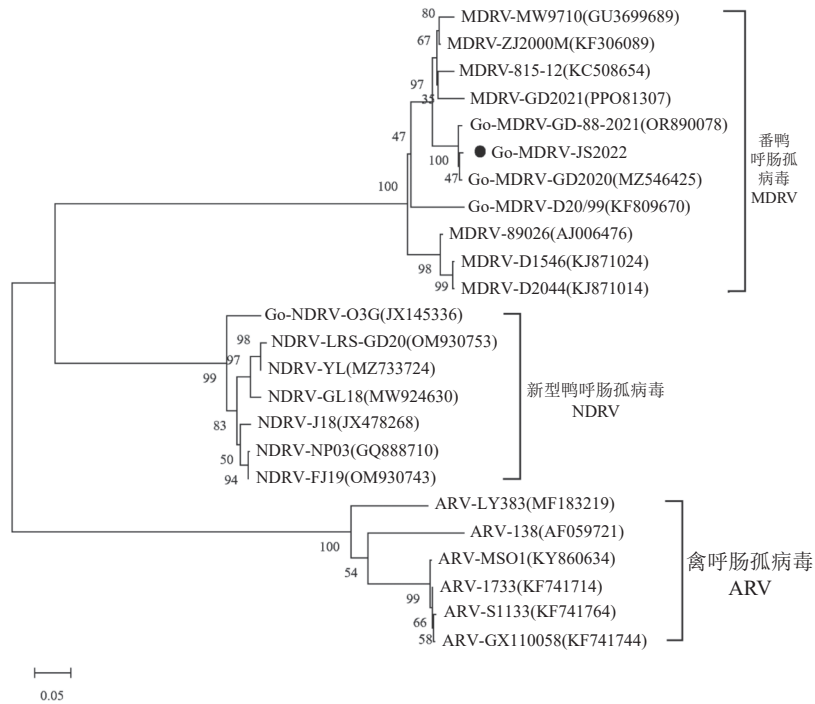 80
MDRV-MW9710(GU3699689)
67
MDRV-ZJ2000M(KF306089)
MDRV-815-12(KC508654)
97
35
MDRV-GD2021(PPO81307)
Go-MDRV-GD-88-2021(OR890078)
47
100
Go-MDRV-JS2022
47
Go-MDRV-GD2020(MZ546425)
100
Go-MDRV-D20/99(KF809670)
MDRV-89026(AJ006476)
98
MDRV-D1546(KJ871024)
99
MDRV-D2044(KJ871014)
番鸭
呼肠孤
病毒
MDRV
Go-NDRV-O3G(JX145336)
98
NDRV-LRS-GD20(OM930753)
97
NDRV-YL(MZ733724)
99
NDRV-GL18(MW924630)
83
NDRV-J18(JX478268)
50
NDRV-NP03(GQ888710)
94
NDRV-FJ19(OM930743)
新型鸭呼肠孤病毒
NDRV
ARV-LY383(MF183219)
100
ARV-138(AF059721)
54
ARV-MSO1(KY860634)
99
ARV-1733(KF741714)
66
ARV-S1133(KF741764)
58
ARV-GX110058(KF741744)
禽呼肠孤病毒
ARV
0.05